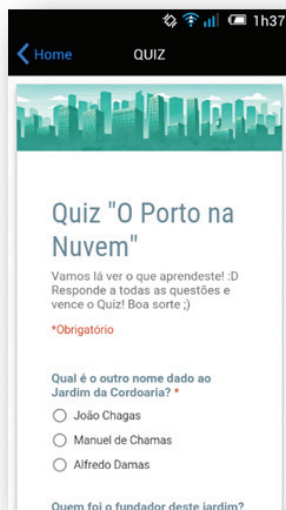 1h37
Home
QUIZ
Quiz "O Porto na
Nuvem"
Vamos lá ver o que aprendeste! :D
Responde a todas as questões e
vence o Quiz! Boa sorte ;)
*Obrigatório
Qual é o outro nome dado ao
Jardim da Cordoaria? *
João Chagas
Manuel de Chamas
Alfredo Damas
Quem foi o fundador deste jardim?